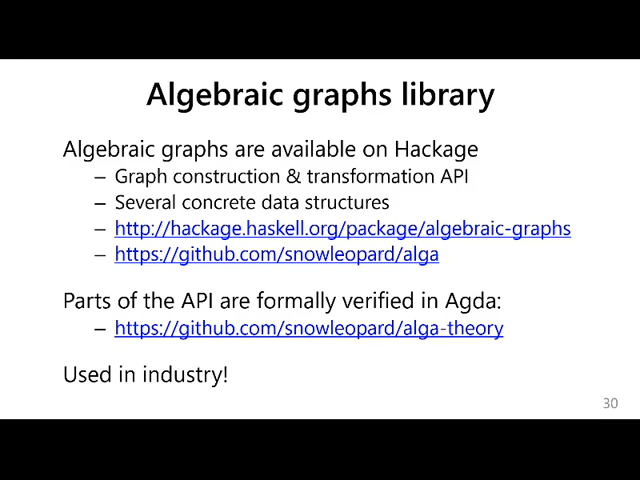 Algebraic graphs library
Algebraic graphs are available on Hackage
– Graph construction & transformation API
– Several concrete data structures
– http://hackage.haskell.org/package/algebraic-graphs
– https://github.com/snowleopard/alga
Parts of the API are formally verified in Agda:
– https://github.com/snowleopard/alga-theory
Used in industry!
30